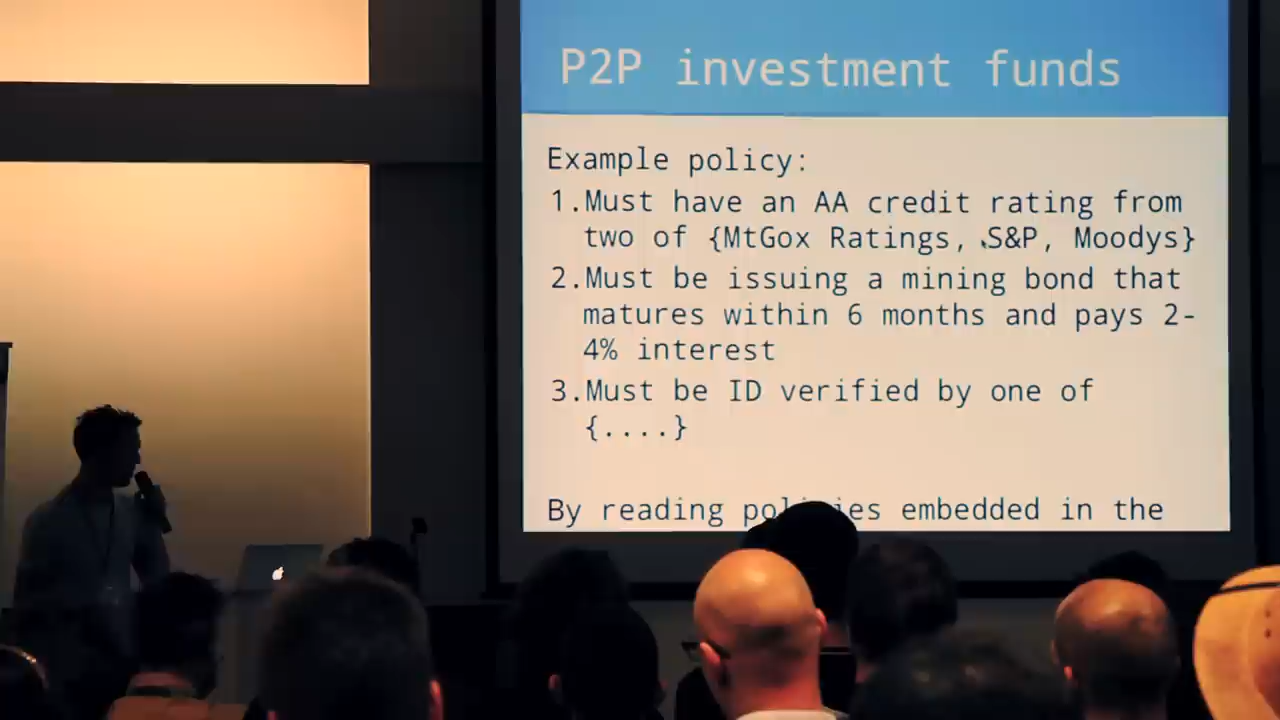 P2P investment funds
Example policy:
1.Must have an AA credit rating from
two of {MtGox Ratings, S&P, Moodys}
2.Must be issuing a mining bond that
matures within 6 months and pays 2-
4% interest
3.Must be ID verified by one of
{....}
By reading policies embedded in the